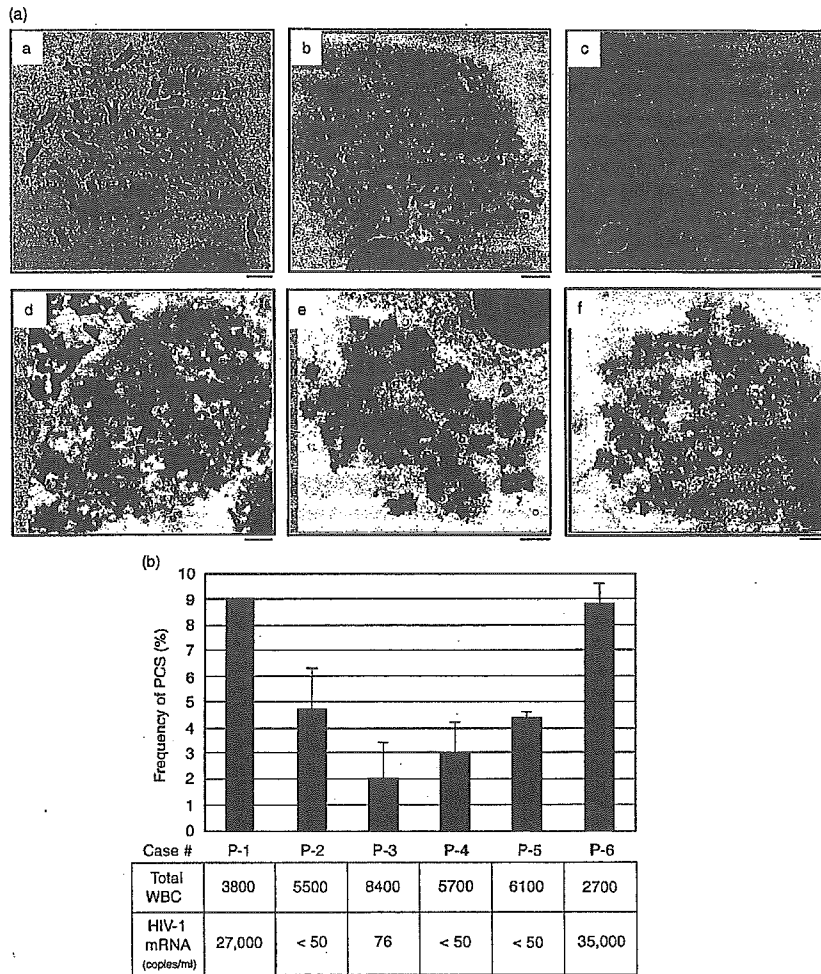 (a)
a b c
d e f
(b)
Frequency of PCS (%)
10
9
8
7
6
5
4
3
2
1
0
Case # P-1 P-2 P-3 P-4 P-5 P-6
Total WBC 3800 5500 8400 5700 6100 2700
HIV-1 mRNA (copies/ml) 27,000 < 50 76 < 50 < 50 35,000